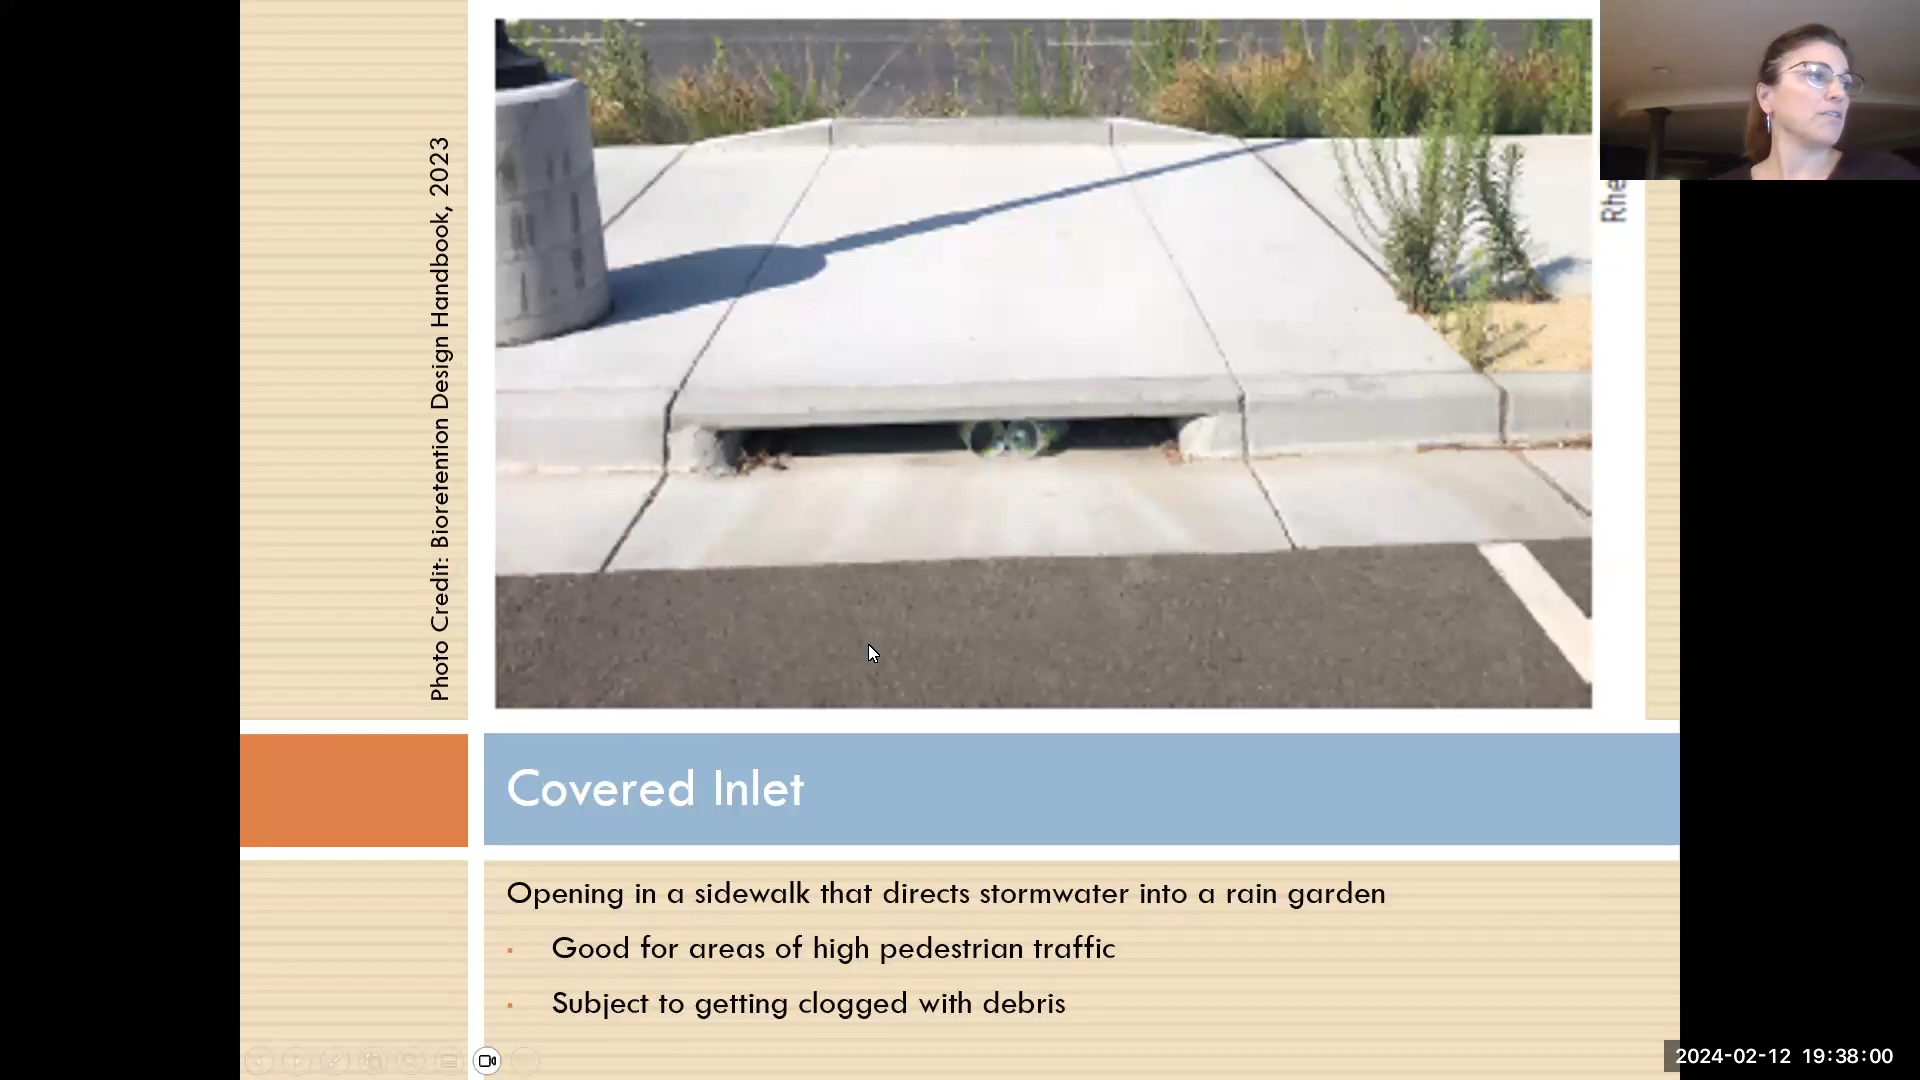 Photo Credit: Bioretention Design Handbook, 2023
Rhe
Covered Inlet
Opening in a sidewalk that directs stormwater into a rain garden
Good for areas of high pedestrian traffic
Subject to getting clogged with debris
2024-02-12 19:38:00